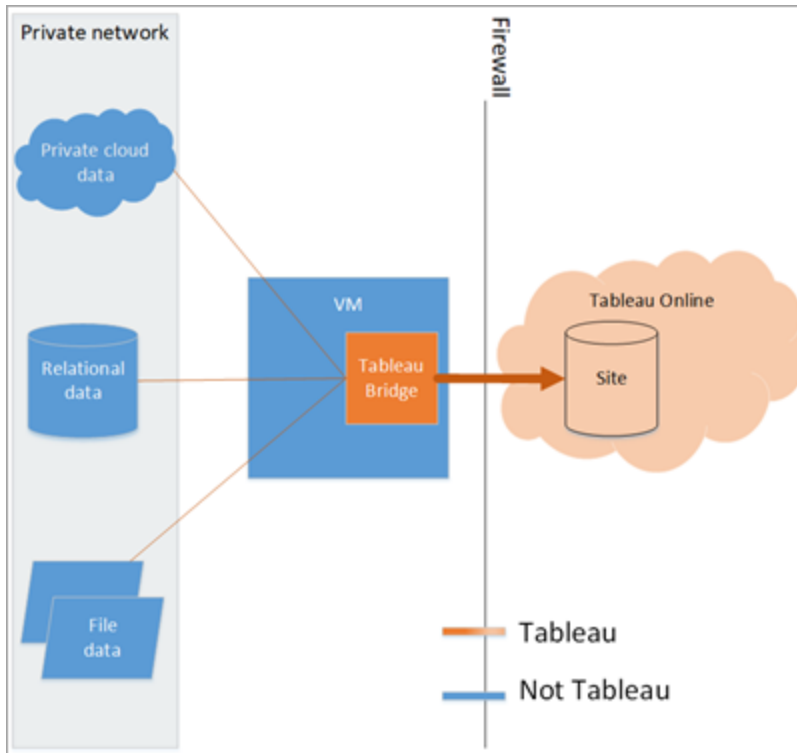 Private network
Firewall
Private cloud
data
VM
Tableau Online
Relational
data
Tableau
Bridge
Site
File
data
Tableau
Not Tableau